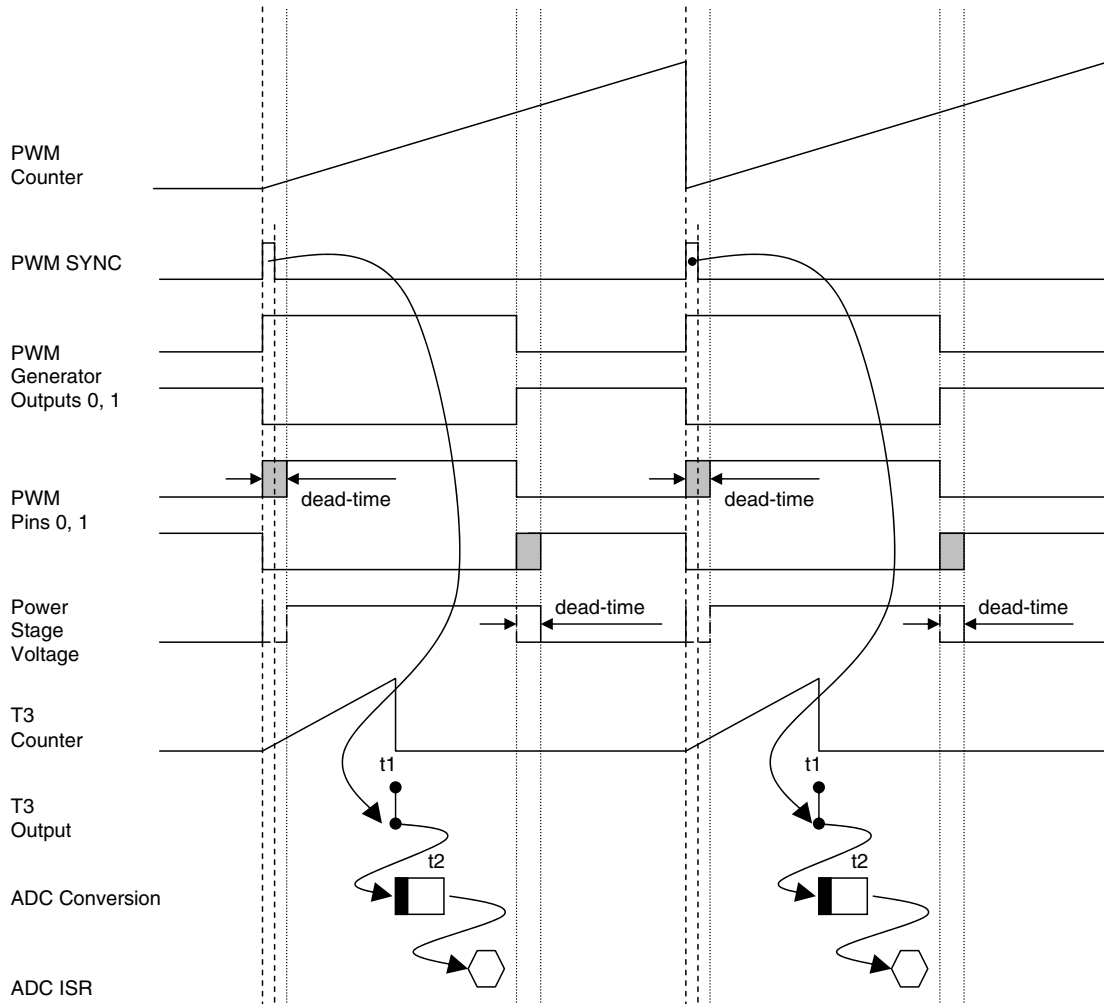 PWM
Counter
PWM SYNC
PWM
Generator
Outputs 0, 1
dead-time
dead-time
PWM
Pins 0, 1
Power
Stage
Voltage
dead-time
dead-time
T3
Counter
t1
t1
T3
Output
t2
t2
ADC Conversion
ADC ISR